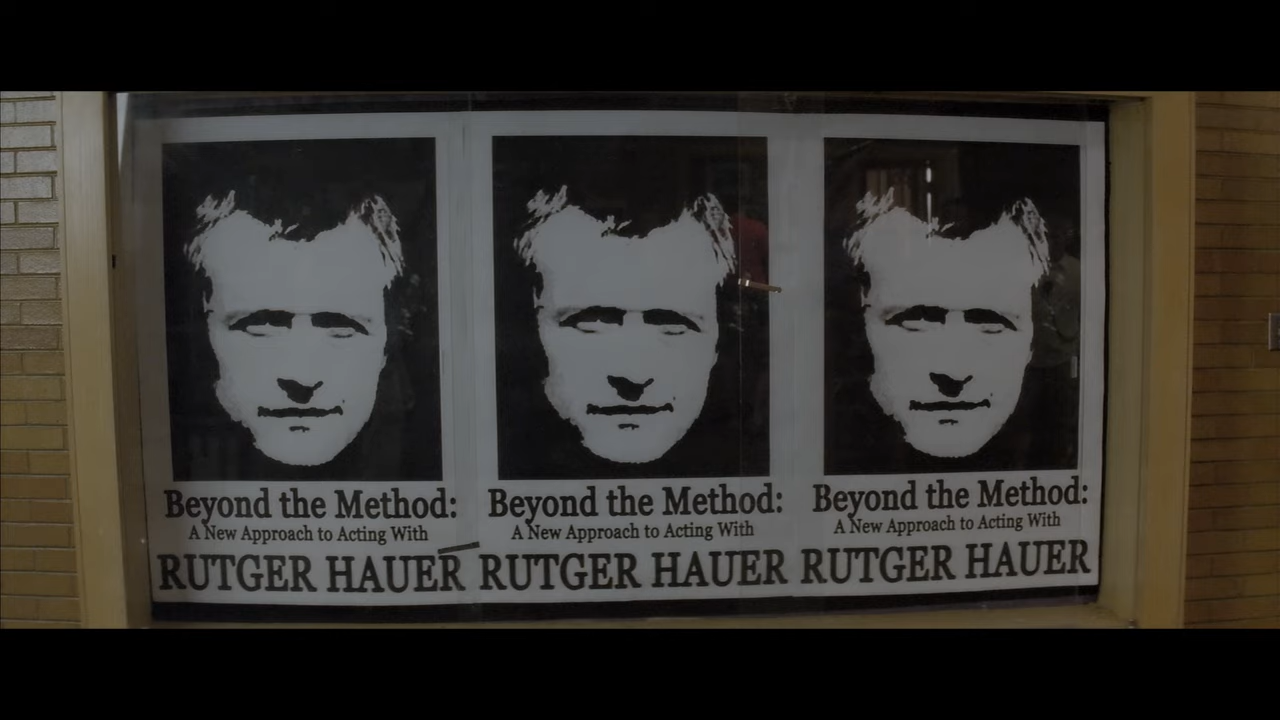 Beyond the Method:
A New Approach to Acting With
RUTGER HAUER
Beyond the Method:
A New Approach to Acting With
RUTGER HAUER
Beyond the Method:
A New Approach to Acting With
RUTGER HAUER